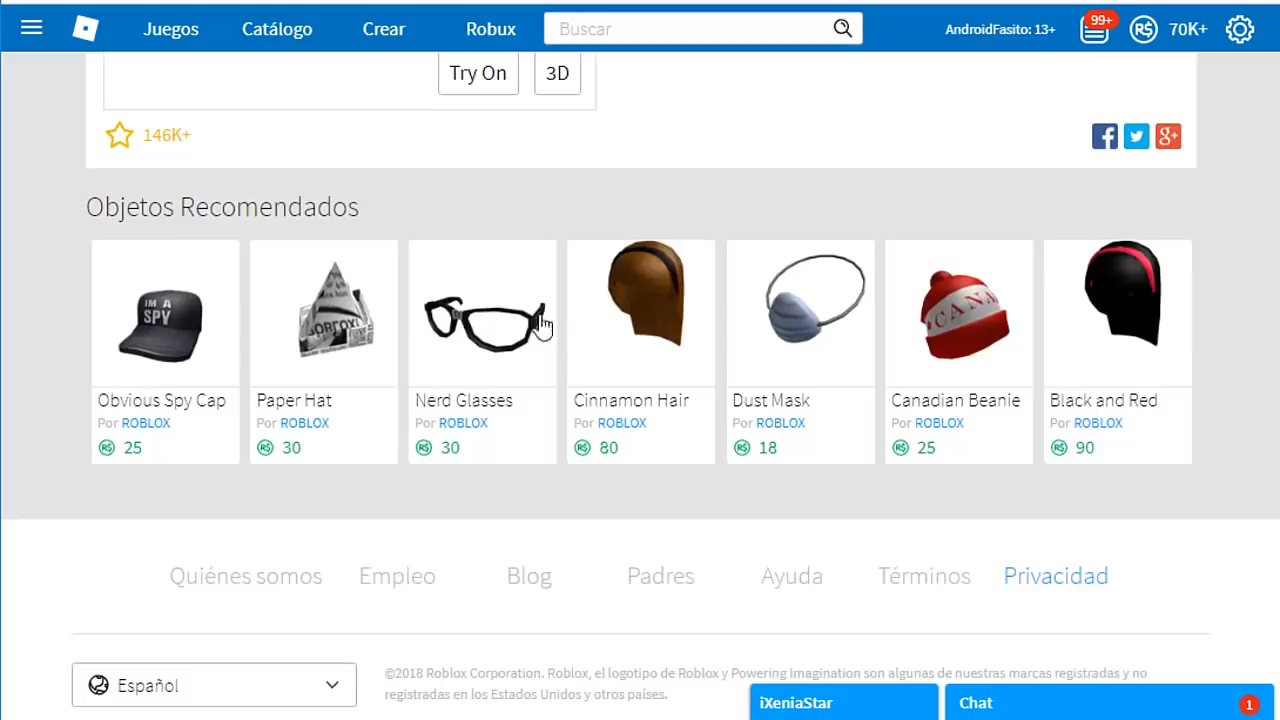 Juegos Catálogo Crear Robux Buscar AndroidFasito: 13+ 99+ R$ 70K+
Try On 3D
146K+
Objetos Recomendados
IM A
SPY
ROBLOX
CANA
Obvious Spy Cap Paper Hat Nerd Glasses Cinnamon Hair Dust Mask Canadian Beanie Black and Red
Por ROBLOX Por ROBLOX Por ROBLOX Por ROBLOX Por ROBLOX Por ROBLOX Por ROBLOX
R$ 25 R$ 30 R$ 30 R$ 80 R$ 18 R$ 25 R$ 90
Quiénes somos Empleo Blog Padres Ayuda Términos Privacidad
Español
©2018 Roblox Corporation. Roblox, el logotipo de Roblox y Powering Imagination son algunas de nuestras marcas registradas y no
registradas en los Estados Unidos y otros países.
iXeniaStar Chat 1